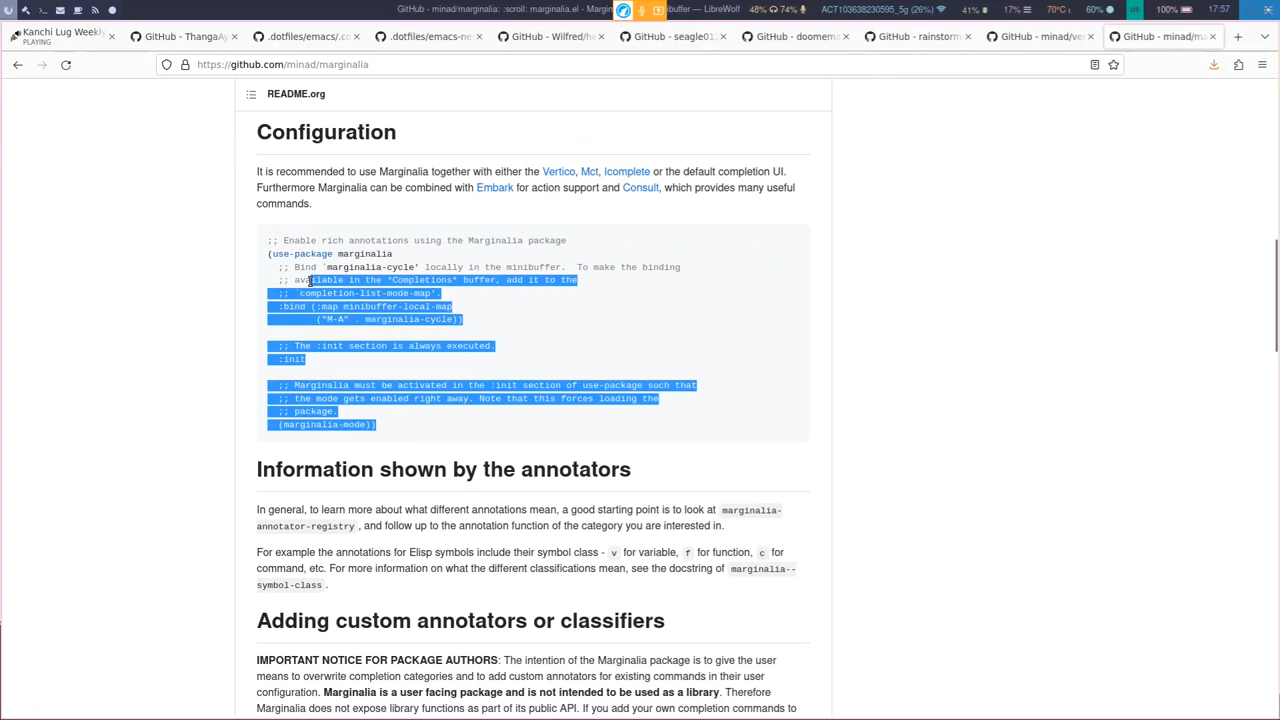 GitHub - minad/marginalia: :scroll: marginalia.el - Margin
ibuffer) — LibreWolf
48%
74%
ACT110638230595_5g (26%)
41%
17%
70°C
60%
100%
17:57
Kanchi Lug Weekly
PLAYING
GitHub - ThangaAy
.dotfiles/emacs/.co
.dotfiles/emacs-ne
GitHub - Wilfred/he
GitHub - seagle01
GitHub - doomema
GitHub - rainstorm
GitHub - minad/ve
GitHub - minad/ma
https://github.com/minad/marginalia
README.org
Configuration
It is recommended to use Marginalia together with either the Vertico, Mct, Icomplete or the default completion UI.
Furthermore Marginalia can be combined with Embark for action support and Consult, which provides many useful
commands.
;; Enable rich annotations using the Marginalia package
(use-package marginalia
;; Bind `marginalia-cycle' locally in the minibuffer.  To make the binding
;; available in the *Completions* buffer, add it to the
;; `completion-list-mode-map'.
:bind (:map minibuffer-local-map
("M-A" . marginalia-cycle))
;; The :init section is always executed.
:init
;; Marginalia must be activated in the :init section of use-package such that
;; the mode gets enabled right away. Note that this forces loading the
;; package.
(marginalia-mode))
Information shown by the annotators
In general, to learn more about what different annotations mean, a good starting point is to look at marginalia-
annotator-registry , and follow up to the annotation function of the category you are interested in.
For example the annotations for Elisp symbols include their symbol class - v for variable, f for function, c for
command, etc. For more information on what the different classifications mean, see the docstring of marginalia--
symbol-class .
Adding custom annotators or classifiers
IMPORTANT NOTICE FOR PACKAGE AUTHORS: The intention of the Marginalia package is to give the user
means to overwrite completion categories and to add custom annotators for existing commands in their user
configuration. Marginalia is a user facing package and is not intended to be used as a library. Therefore
Marginalia does not expose library functions as part of its public API. If you add your own completion commands to